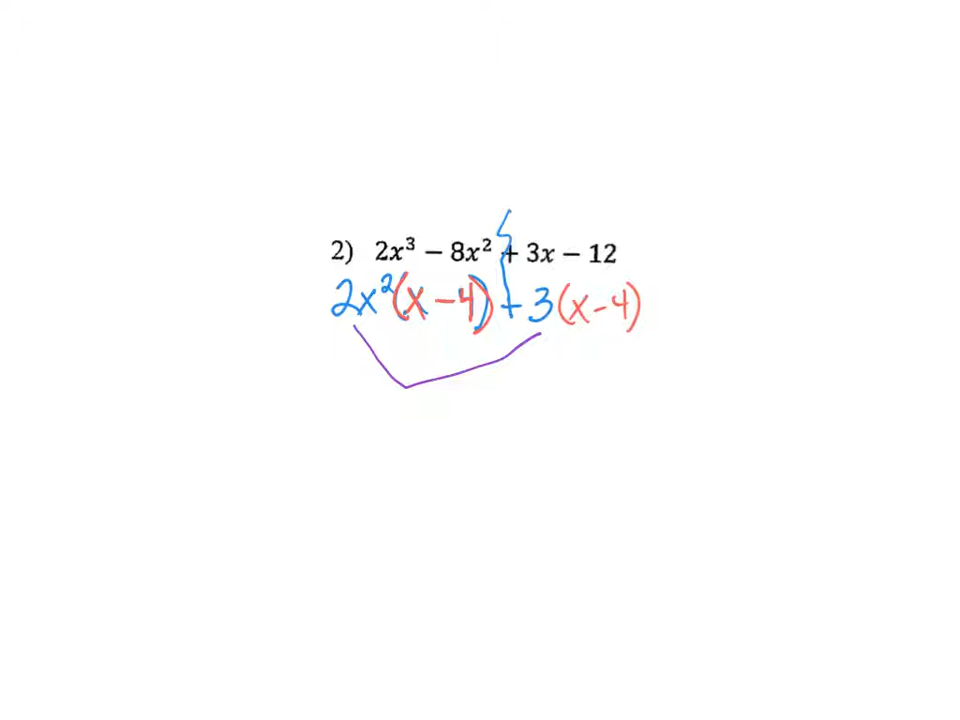 2) 2x³ − 8x² + 3x − 12
2x²(x − 4) + 3(x − 4)